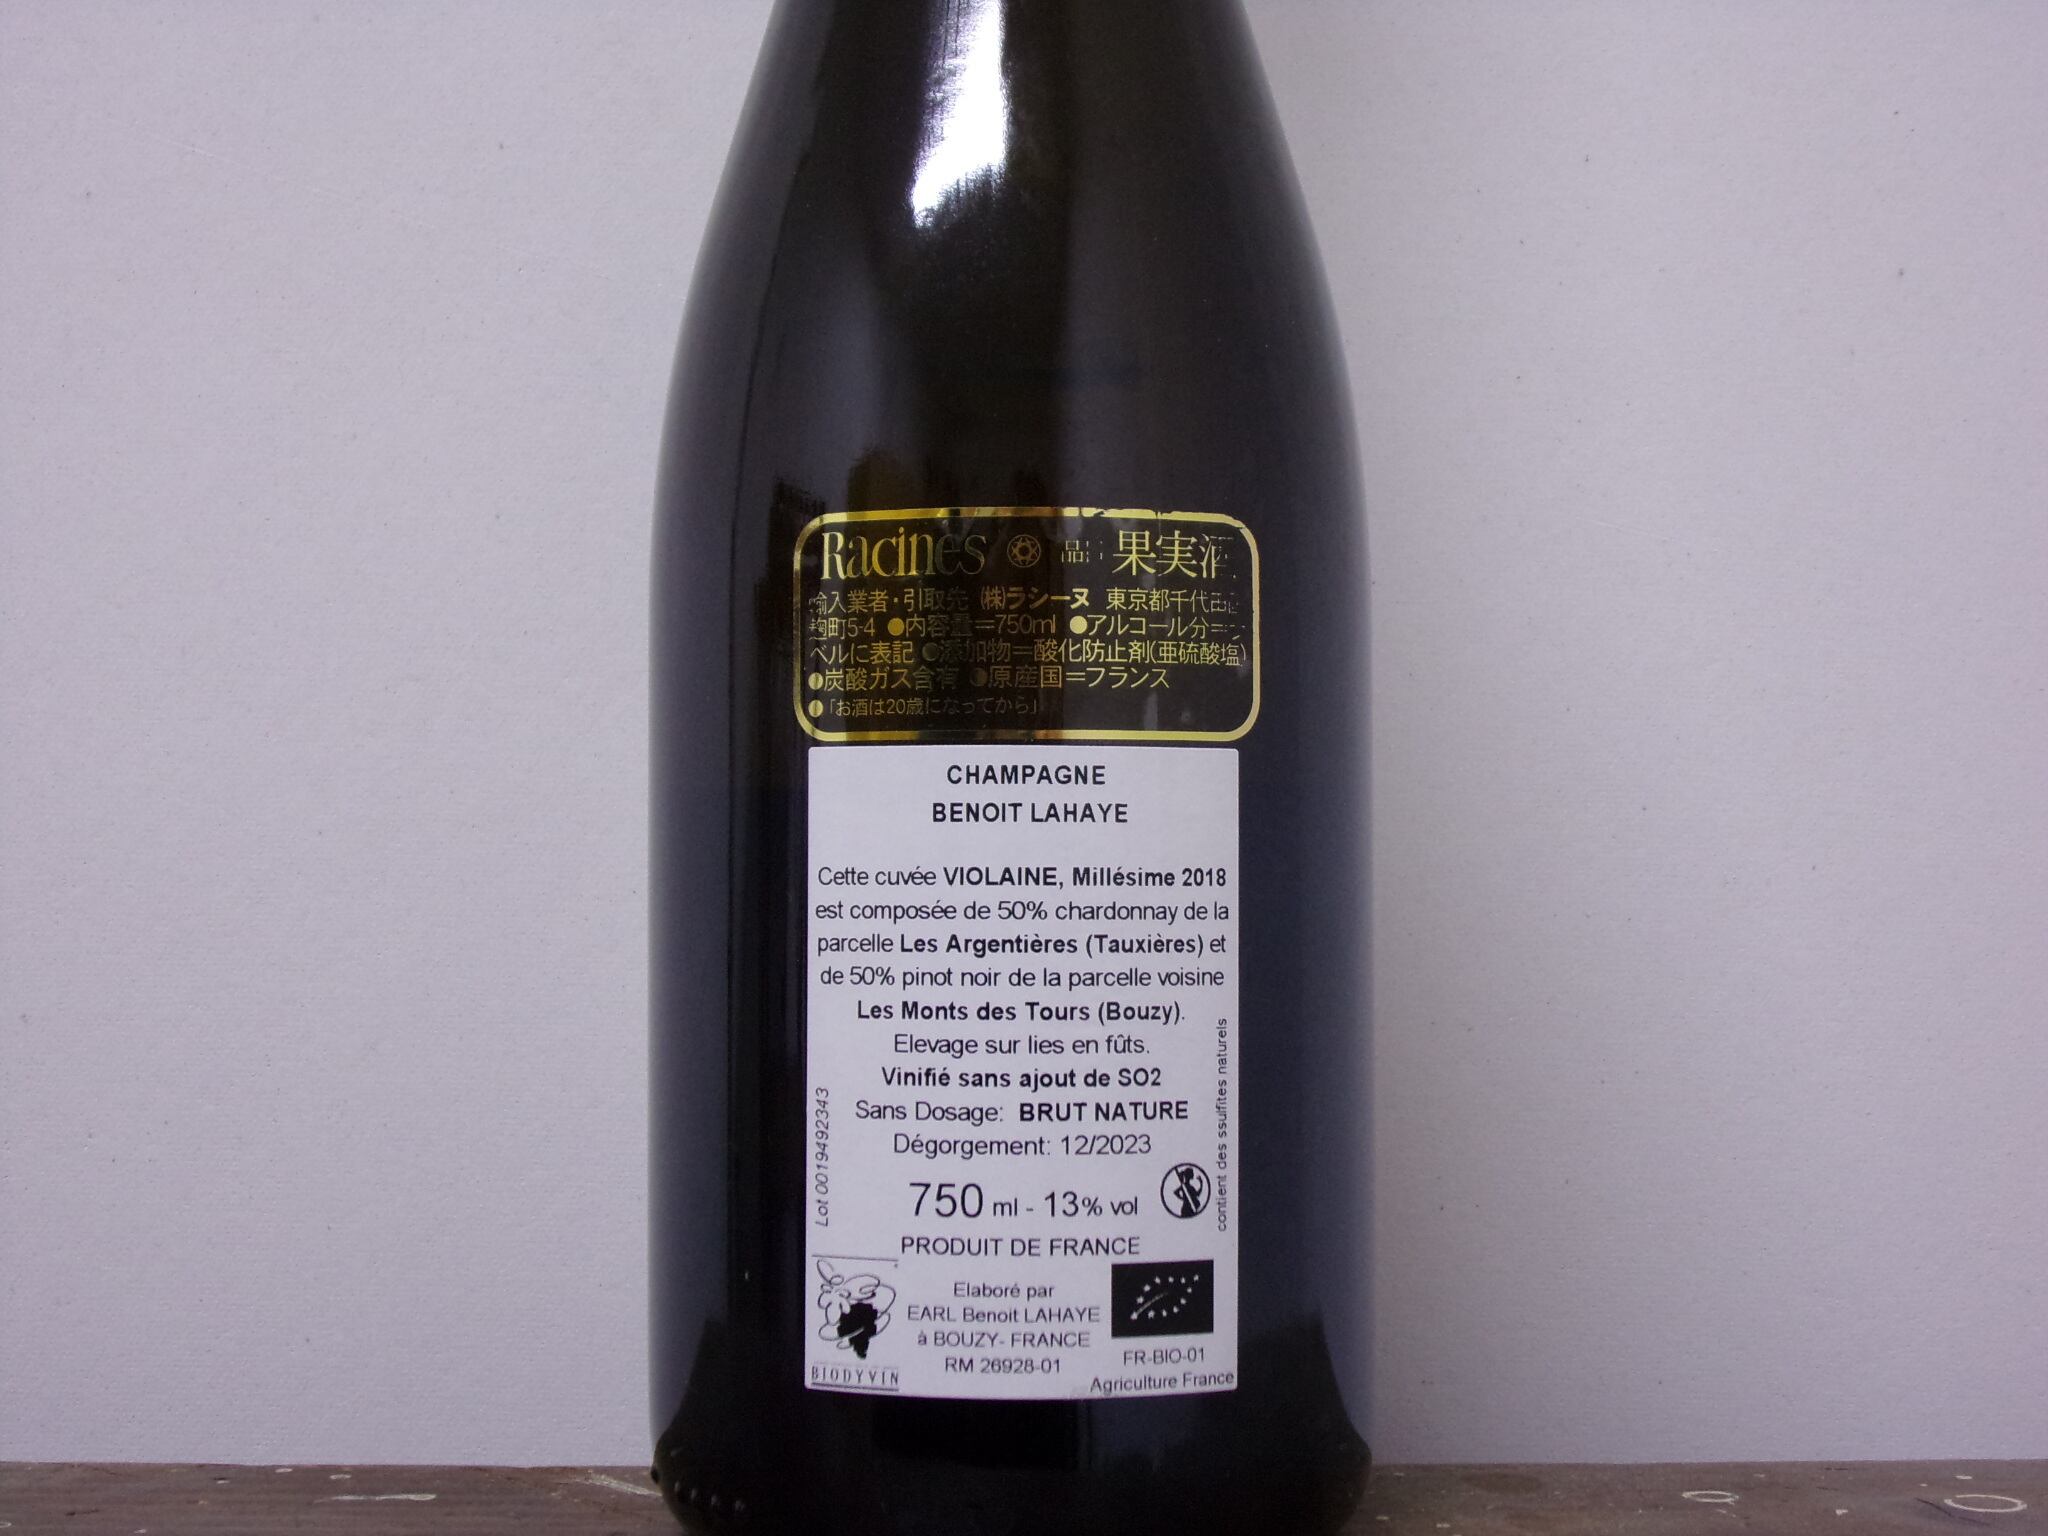 Racines 果実酒
輸入業者・引取先 ㈱ラシーヌ 東京都千代田区
麹町5-4 ●内容量=750ml ●アルコール分=ラ
ベルに表記 ●添加物=酸化防止剤(亜硫酸塩)
●炭酸ガス含有 ●原産国=フランス
●「お酒は20歳になってから」
CHAMPAGNE
BENOIT LAHAYE
Cette cuvée VIOLAINE, Millésime 2018
est composée de 50% chardonnay de la
parcelle Les Argentières (Tauxières) et
de 50% pinot noir de la parcelle voisine
Les Monts des Tours (Bouzy).
Elevage sur lies en fûts.
Vinifié sans ajout de SO2
Sans Dosage: BRUT NATURE
Dégorgement: 12/2023
750 ml - 13% vol
PRODUIT DE FRANCE
Lot 0019492343
contient des ssulfites naturels
Elaboré par
EARL Benoit LAHAYE
à BOUZY- FRANCE
RM 26928-01
BIODYVIN
FR-BIO-01
Agriculture France